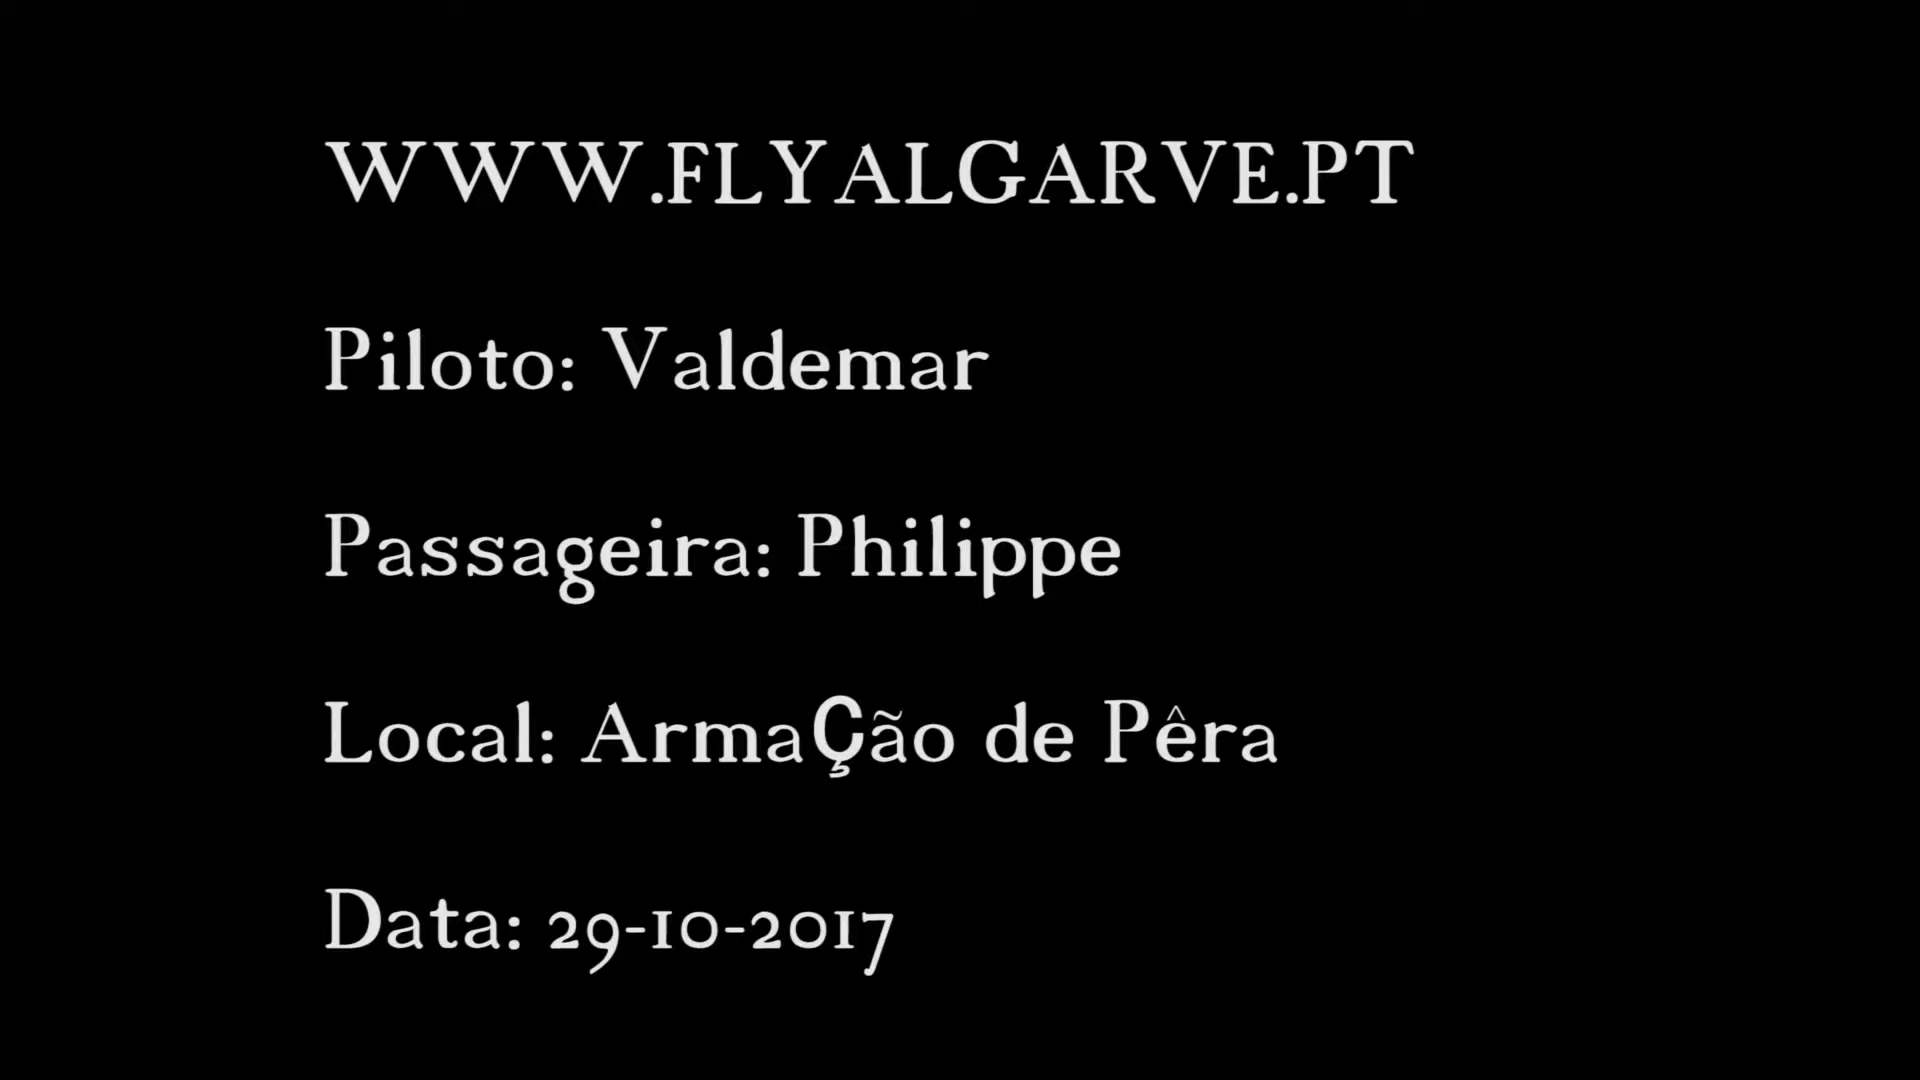 WWW.FLYALGARVE.PT
Piloto: Valdemar
Passageira: Philippe
Local: ArmaÇão de Pêra
Data: 29-10-2017